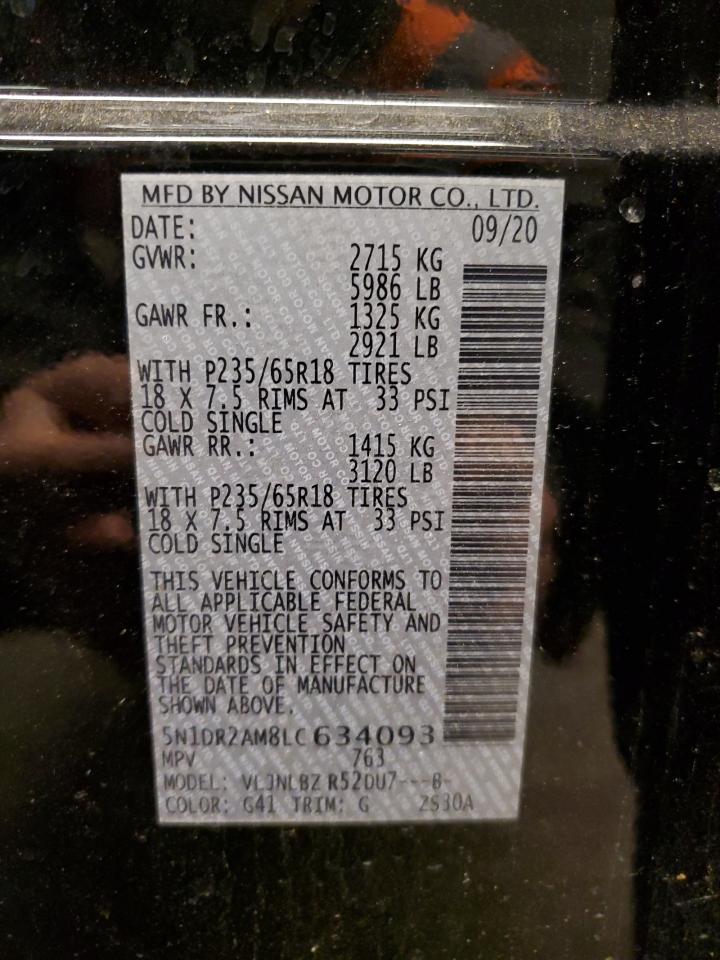 MFD BY NISSAN MOTOR CO., LTD.
DATE: 09/20
GVWR: 2715 KG
5986 LB
GAWR FR.: 1325 KG
2921 LB
WITH P235/65R18 TIRES
18 X 7.5 RIMS AT 33 PSI
COLD SINGLE
GAWR RR.: 1415 KG
3120 LB
WITH P235/65R18 TIRES
18 X 7.5 RIMS AT 33 PSI
COLD SINGLE
THIS VEHICLE CONFORMS TO
ALL APPLICABLE FEDERAL
MOTOR VEHICLE SAFETY AND
THEFT PREVENTION
STANDARDS IN EFFECT ON
THE DATE OF MANUFACTURE
SHOWN ABOVE.
5N1DR2AM8LC634093
MPV 763
MODEL: VL3NLBZ R52DU7---B-
COLOR: G41 TRIM: G 2S30A